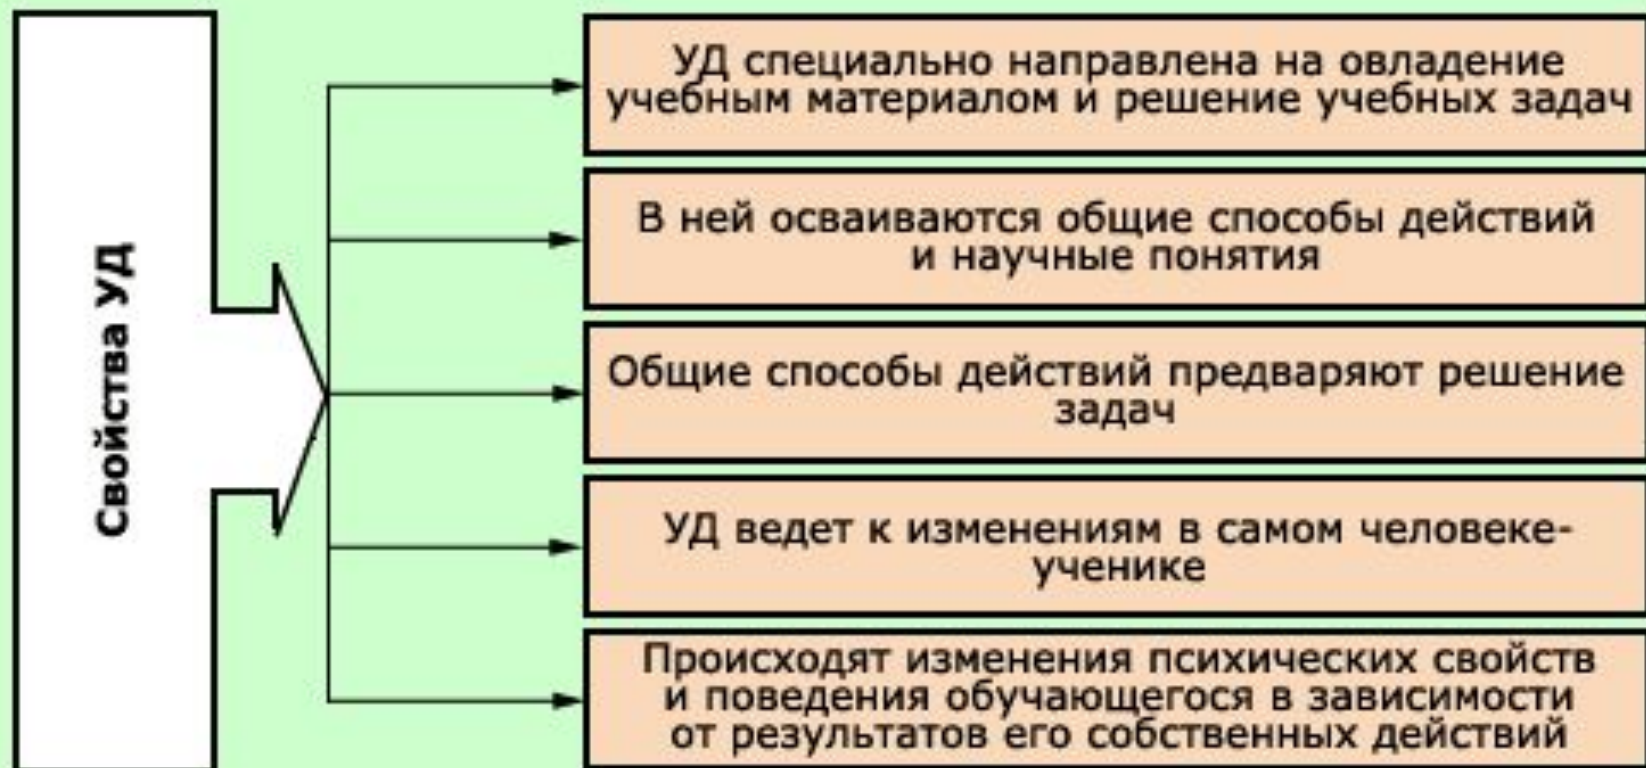 Свойства УД
УД специально направлена на овладение
учебным материалом и решение учебных задач
В ней осваиваются общие способы действий
и научные понятия
Общие способы действий предваряют решение
задач
УД ведет к изменениям в самом человеке-
ученике
Происходят изменения психических свойств
и поведения обучающегося в зависимости
от результатов его собственных действий